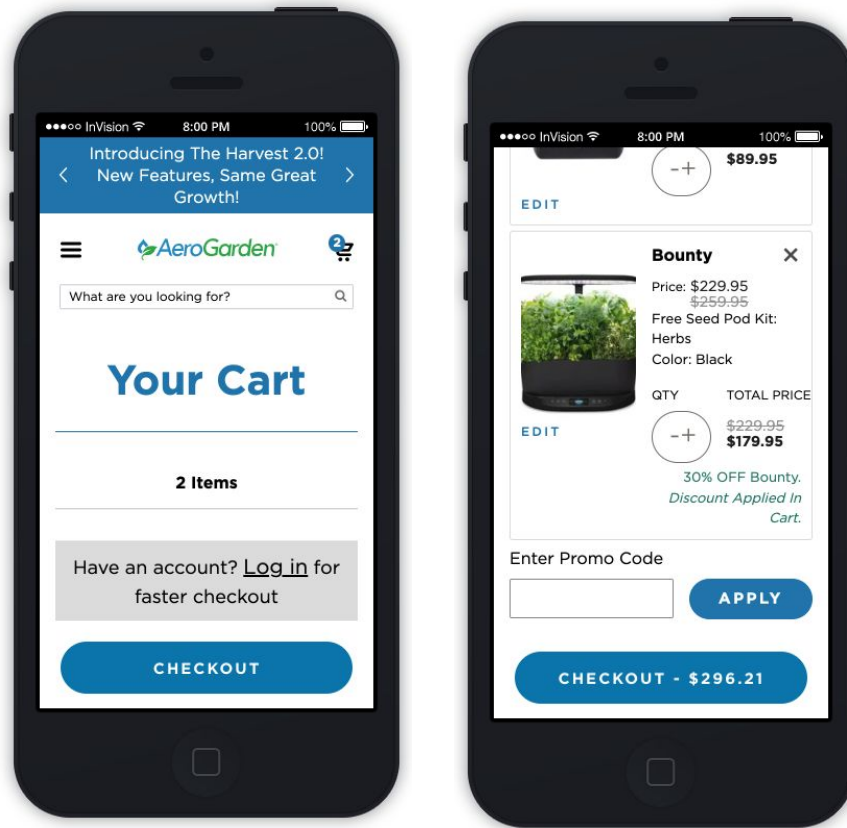 ●●●○○ InVision 8:00 PM 100%
Introducing The Harvest 2.0!
New Features, Same Great
Growth!
AeroGarden
2
What are you looking for?
Your Cart
2 Items
Have an account? Log in for
faster checkout
CHECKOUT
●●●○○ InVision 8:00 PM 100%
-+ $89.95
EDIT
Bounty
Price: $229.95
$259.95
Free Seed Pod Kit:
Herbs
Color: Black
QTY TOTAL PRICE
EDIT
-+ $229.95
$179.95
30% OFF Bounty.
Discount Applied In
Cart.
Enter Promo Code
APPLY
CHECKOUT - $296.21